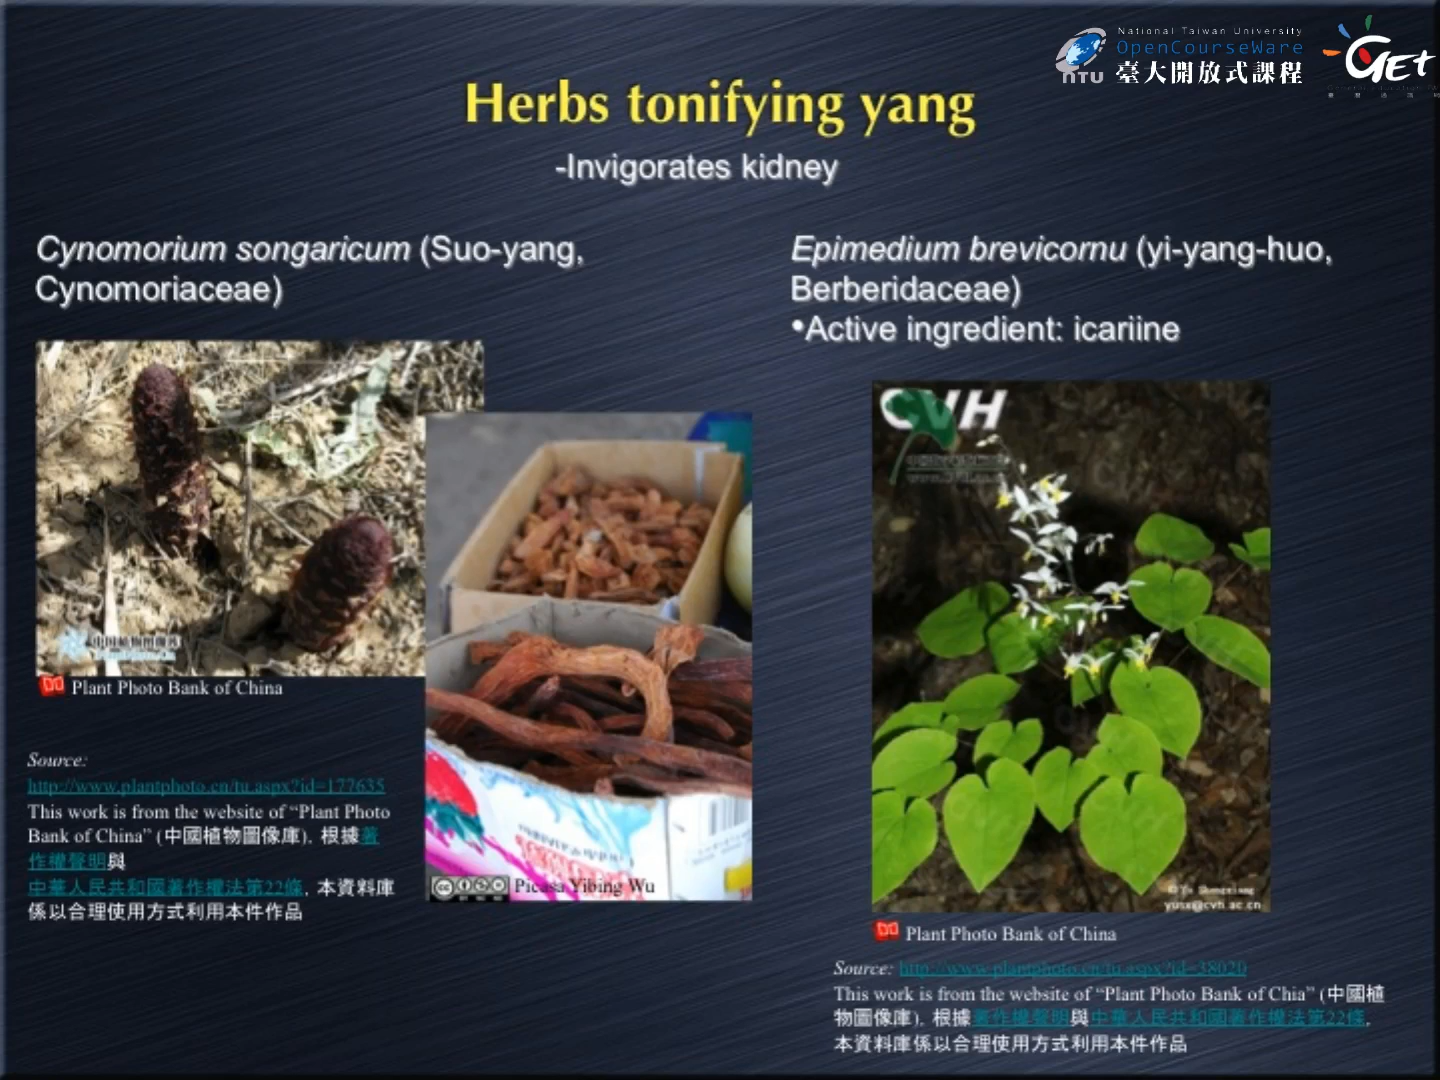 National Taiwan University
OpenCourseWare
NTU 臺大開放式課程
GET
Herbs tonifying yang
-Invigorates kidney
Cynomorium songaricum (Suo-yang,
Cynomoriaceae)
Epimedium brevicornu (yi-yang-huo,
Berberidaceae)
•Active ingredient: icariine
CVH
Plant Photo Bank of China
Source:
http://www.plantphoto.cn/tu.aspx?id=177635
This work is from the website of “Plant Photo
Bank of China” (中國植物圖像庫), 根據著
作權聲明與
中華人民共和國著作權法第22條, 本資料庫
係以合理使用方式利用本件作品
Picasa Yibing Wu
yusx@cvh.ac.cn
Plant Photo Bank of China
Source: http://www.plantphoto.cn/tu.aspx?id=38020
This work is from the website of “Plant Photo Bank of Chia” (中國植
物圖像庫), 根據著作權聲明與中華人民共和國著作權法第22條,
本資料庫係以合理使用方式利用本件作品